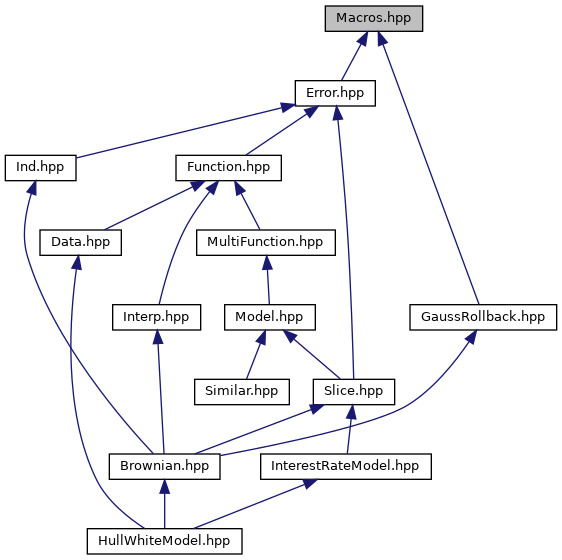 Macros.hpp
Error.hpp
Ind.hpp
Function.hpp
Data.hpp
MultiFunction.hpp
Interp.hpp
Model.hpp
GaussRollback.hpp
Similar.hpp
Slice.hpp
Brownian.hpp
InterestRateModel.hpp
HullWhiteModel.hpp